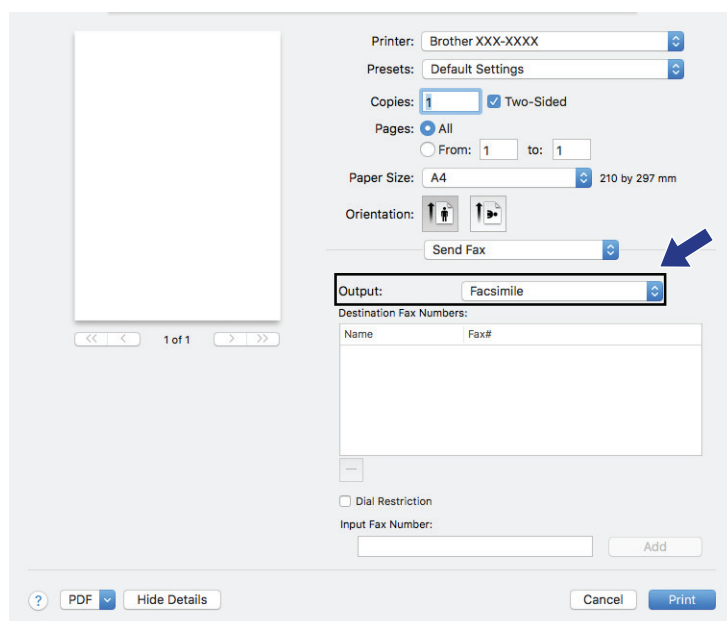 Printer: Brother XXX-XXXX
Presets: Default Settings
Copies: 1 Two-Sided
Pages: All
From: 1 to: 1
Paper Size: A4 210 by 297 mm
Orientation:
Send Fax
Output: Facsimile
Destination Fax Numbers:
Name Fax#
1 of 1
Dial Restriction
Input Fax Number:
Add
? PDF Hide Details Cancel Print